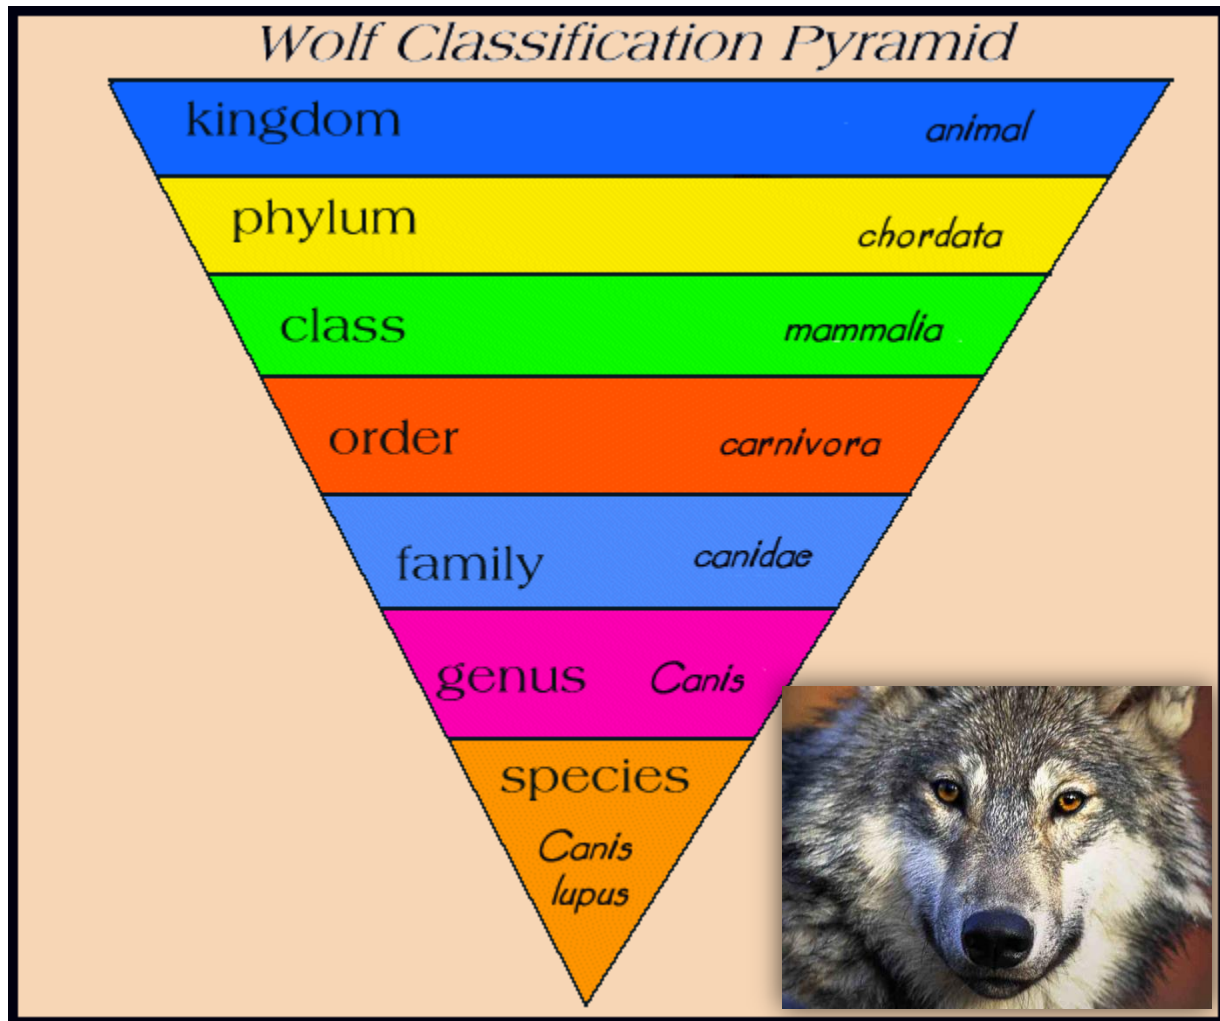 Wolf Classification Pyramid
kingdom animal
phylum chordata
class mammalia
order carnivora
family canidae
genus Canis
species
Canis
lupus